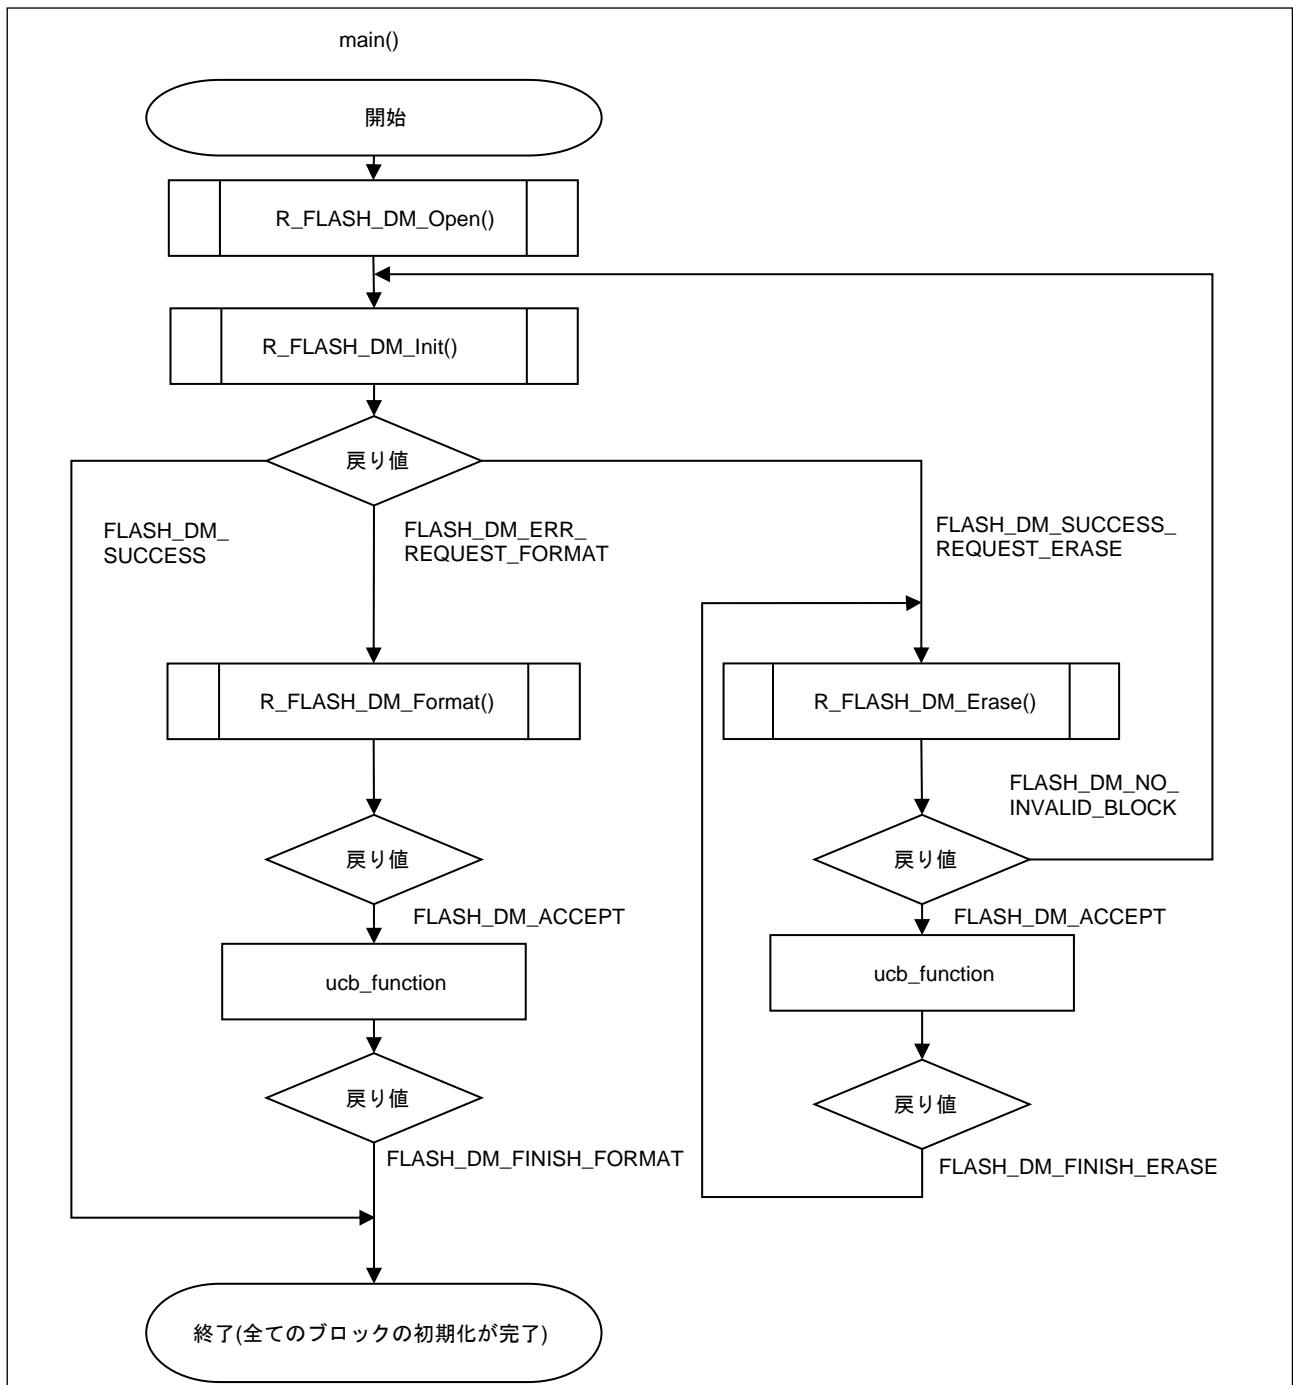 main()
開始
R_FLASH_DM_Open()
R_FLASH_DM_Init()
戻り値
FLASH_DM_
SUCCESS
FLASH_DM_ERR_
REQUEST_FORMAT
FLASH_DM_SUCCESS_
REQUEST_ERASE
R_FLASH_DM_Format()
R_FLASH_DM_Erase()
FLASH_DM_NO_
INVALID_BLOCK
戻り値
戻り値
FLASH_DM_ACCEPT
FLASH_DM_ACCEPT
ucb_function
ucb_function
戻り値
戻り値
FLASH_DM_FINISH_FORMAT
FLASH_DM_FINISH_ERASE
終了(全てのブロックの初期化が完了)